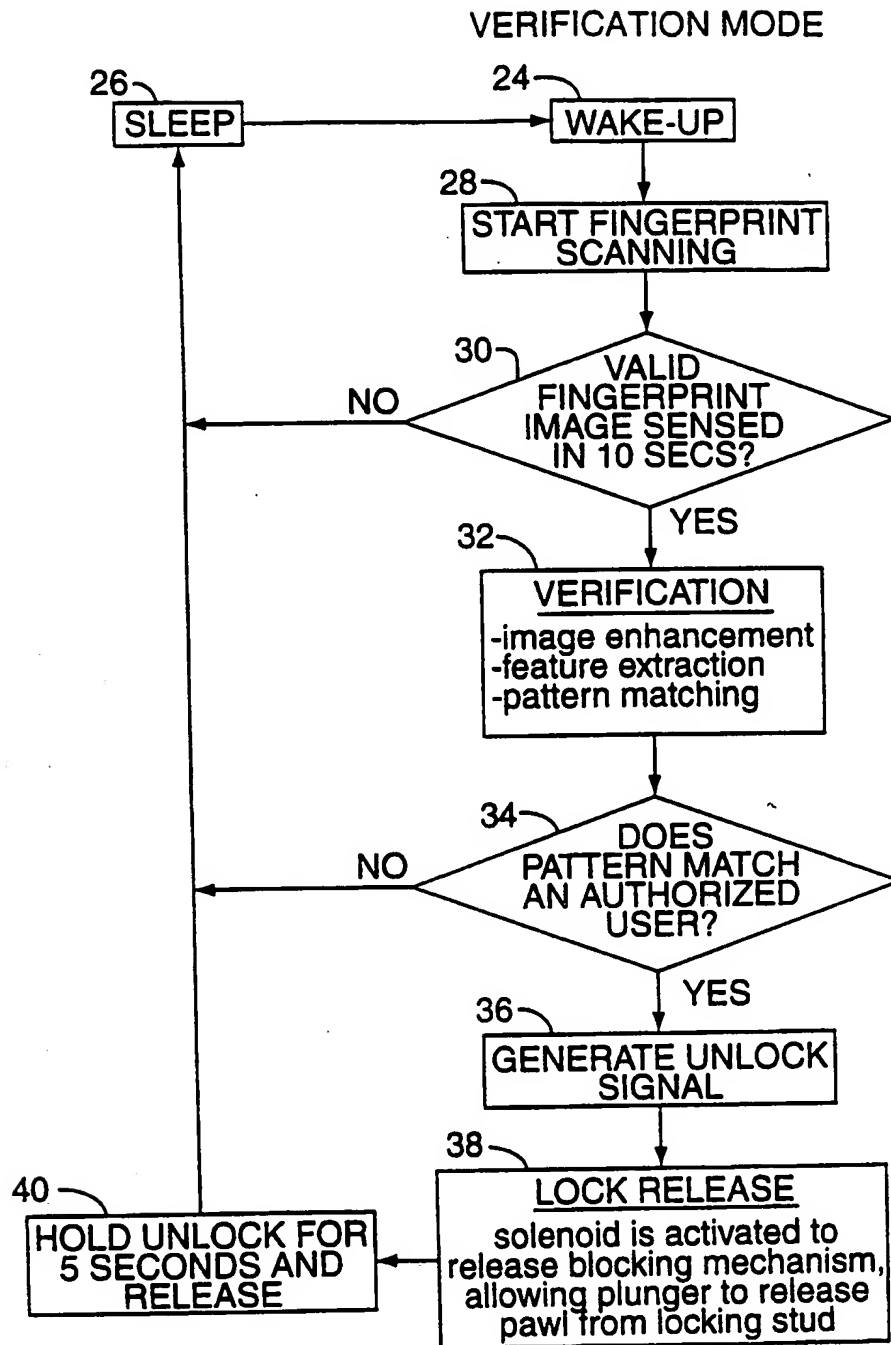 VERIFICATION MODE
26
SLEEP
24
WAKE-UP
28
START FINGERPRINT
SCANNING
30
VALID
FINGERPRINT
IMAGE SENSED
IN 10 SECS?
NO
YES
32
VERIFICATION
-image enhancement
-feature extraction
-pattern matching
34
DOES
PATTERN MATCH
AN AUTHORIZED
USER?
NO
YES
36
GENERATE UNLOCK
SIGNAL
38
LOCK RELEASE
solenoid is activated to
release blocking mechanism,
allowing plunger to release
pawl from locking stud
40
HOLD UNLOCK FOR
5 SECONDS AND
RELEASE